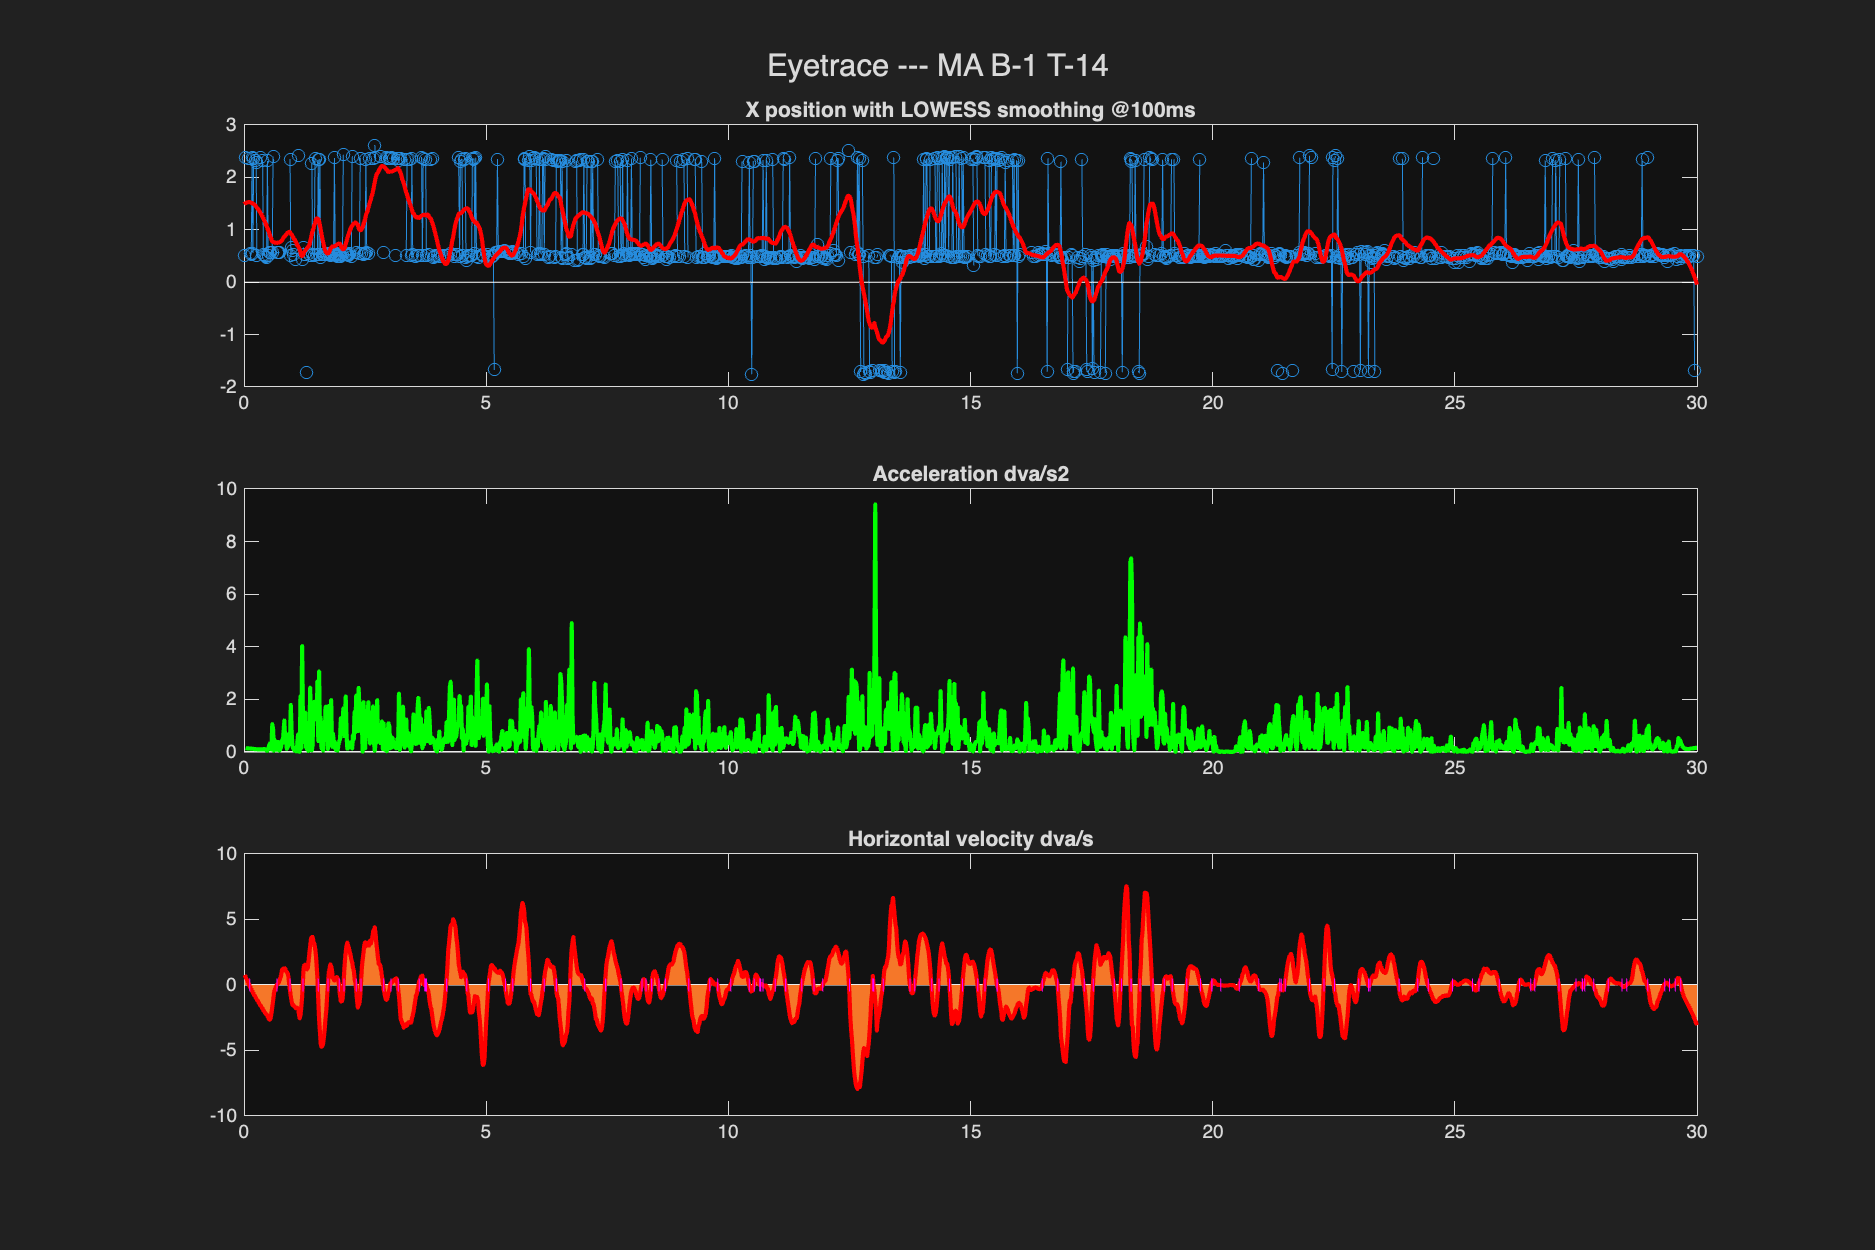 Eyetrace --- MA B-1 T-14
X position with LOWESS smoothing @100ms
3
2
1
0
-1
-2
0 5 10 15 20 25 30
Acceleration dva/s2
10
8
6
4
2
0
0 5 10 15 20 25 30
Horizontal velocity dva/s
10
5
0
-5
-10
0 5 10 15 20 25 30